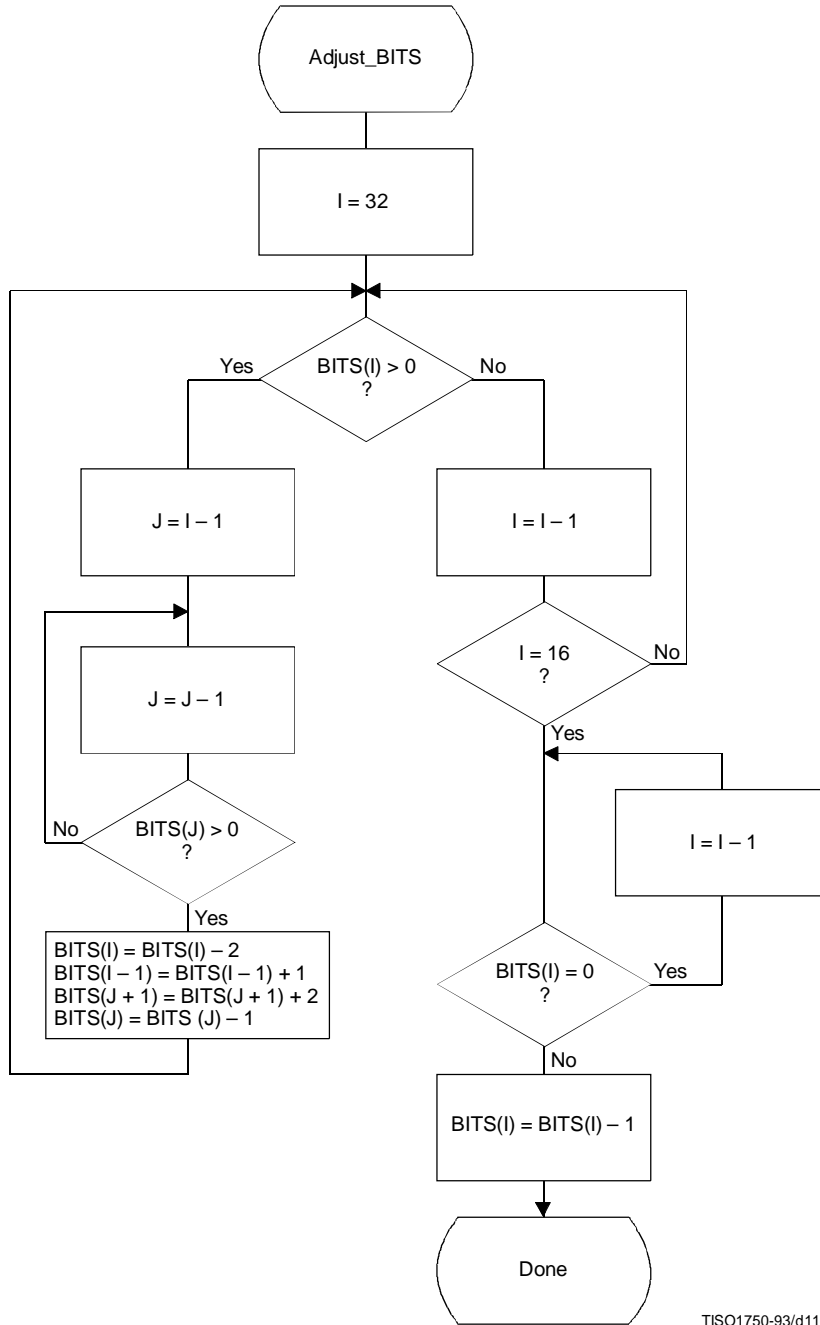 Adjust_BITS
I = 32
Yes
BITS(I) > 0
?
No
J = I – 1
I = I – 1
I = 16
?
No
Yes
J = J – 1
No
BITS(J) > 0
?
Yes
I = I – 1
BITS(I) = BITS(I) – 2
BITS(I – 1) = BITS(I – 1) + 1
BITS(J + 1) = BITS(J + 1) + 2
BITS(J) = BITS (J) – 1
BITS(I) = 0
?
Yes
No
BITS(I) = BITS(I) – 1
Done
TISO1750-93/d11